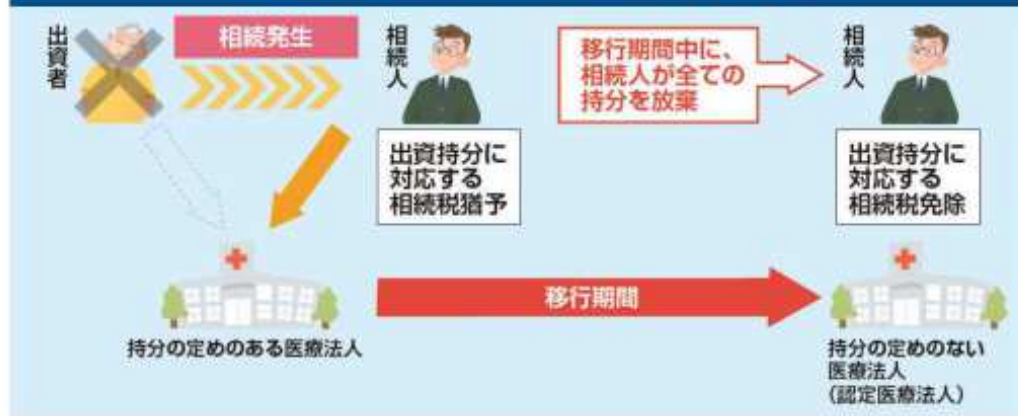 出資者
相続発生
相続人
移行期間中に、
相続人が全ての
持分を放棄
相続人
出資持分に
対応する
相続税猶予
出資持分に
対応する
相続税免除
移行期間
持分の定めのある医療法人
持分の定めのない
医療法人
(認定医療法人)